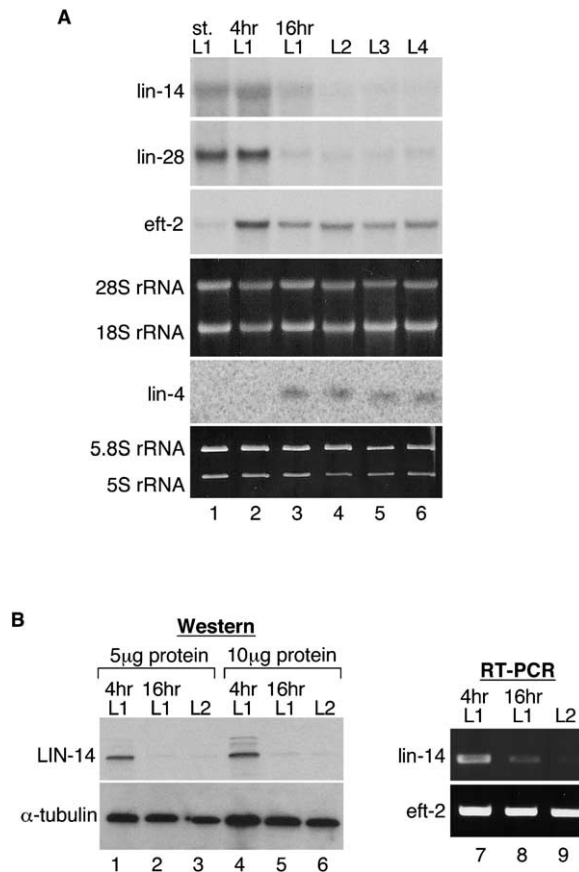 A
st. 4hr 16hr
L1 L1 L1 L2 L3 L4
lin-14
lin-28
eft-2
28S rRNA
18S rRNA
lin-4
5.8S rRNA
5S rRNA
1 2 3 4 5 6
B
Western
5µg protein 10µg protein
4hr 16hr 4hr 16hr
L1 L1 L2 L1 L1 L2
LIN-14
α-tubulin
1 2 3 4 5 6
RT-PCR
4hr 16hr
L1 L1 L2
lin-14
eft-2
7 8 9